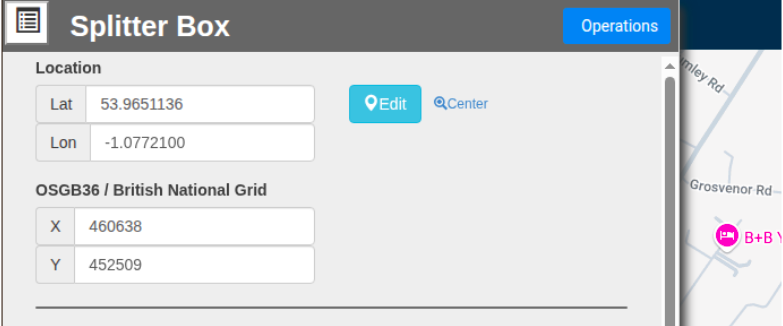 Splitter Box
Operations
Location
Lat 53.9651136
Edit
Center
Lon -1.0772100
OSGB36 / British National Grid
X 460638
Y 452509
Rd
Grosvenor Rd
B+B